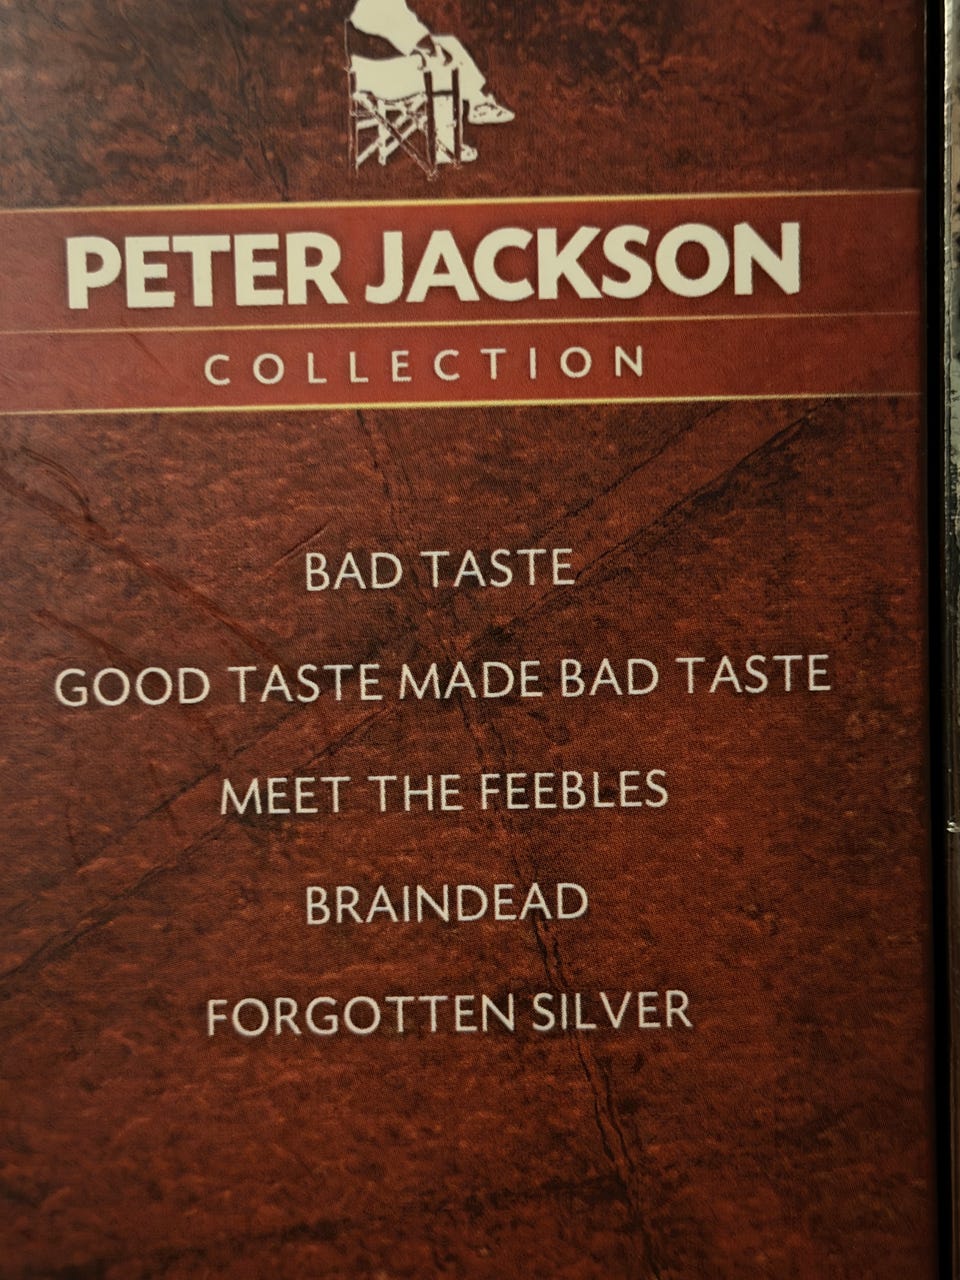 PETER JACKSON
COLLECTION
BAD TASTE
GOOD TASTE MADE BAD TASTE
MEET THE FEEBLES
BRAINDEAD
FORGOTTEN SILVER